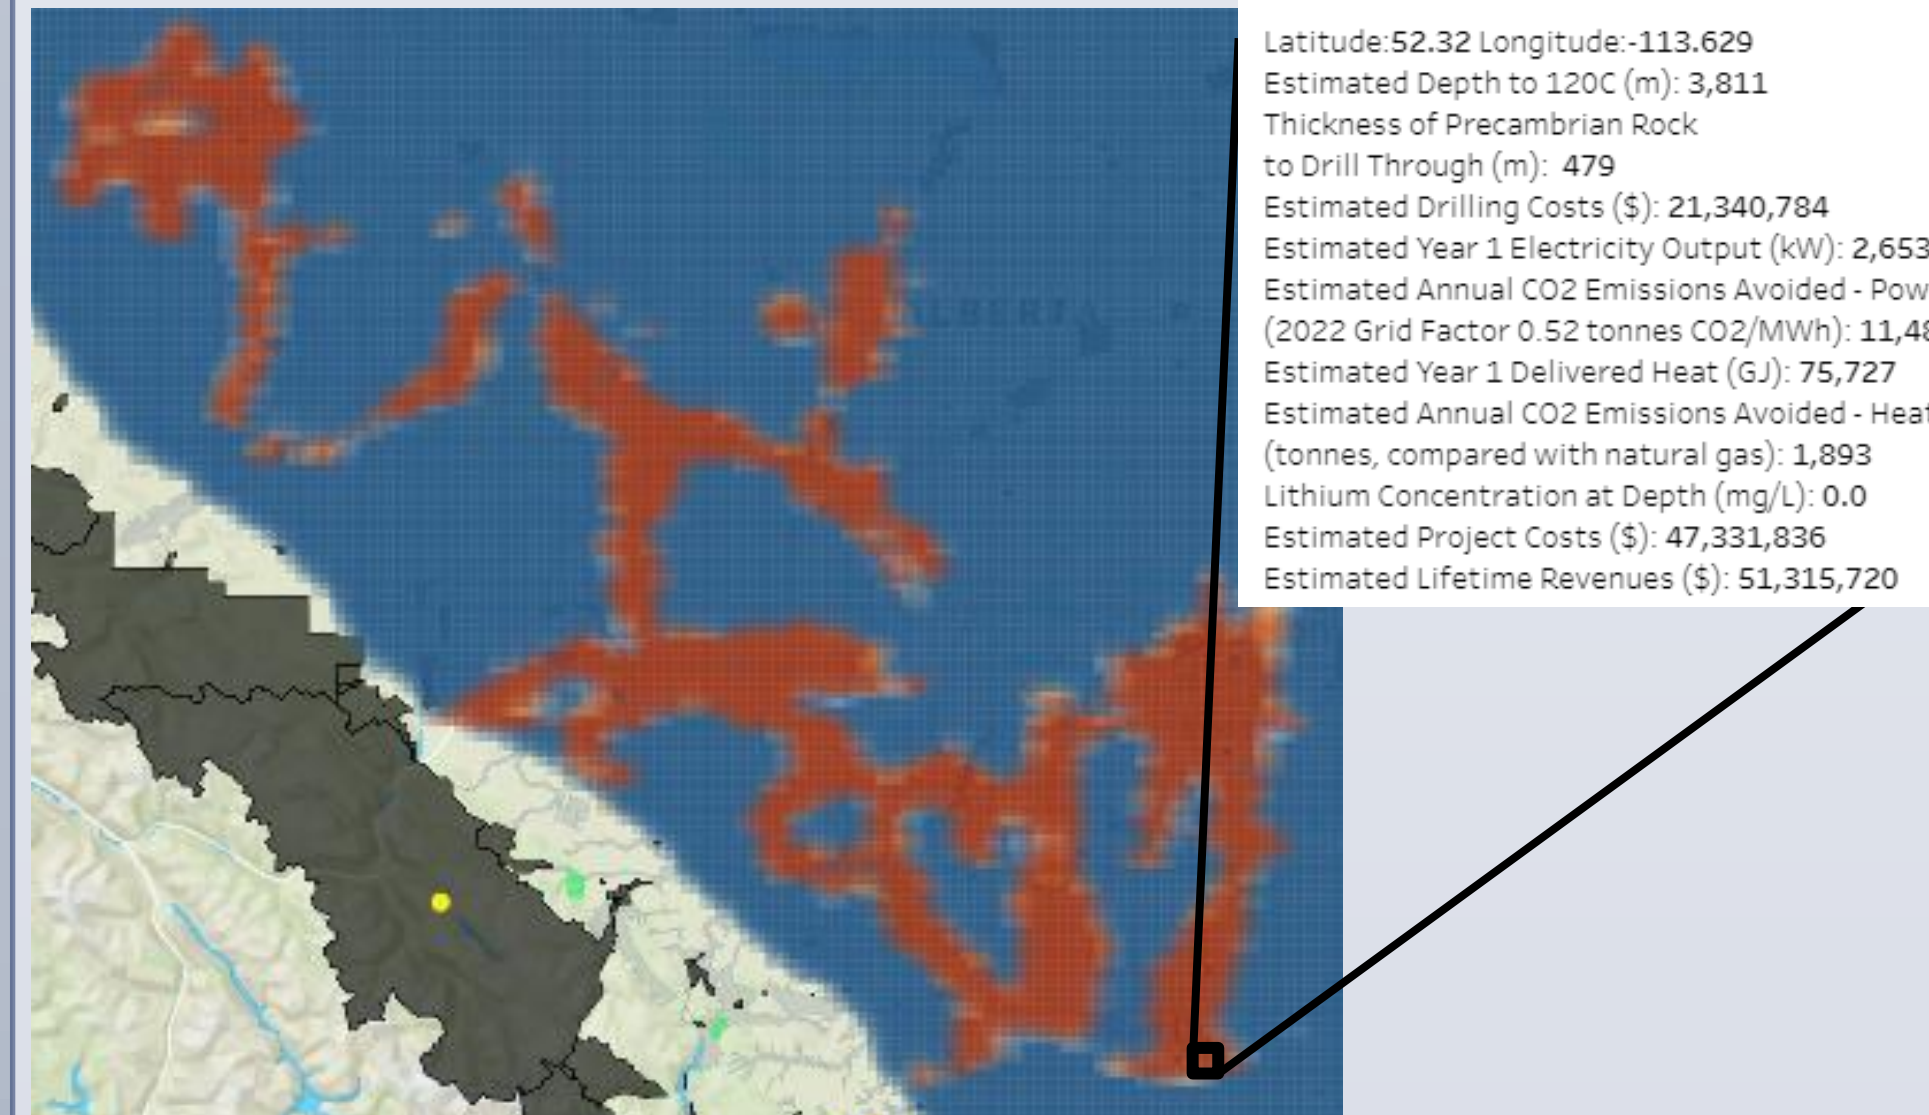 Latitude:52.32 Longitude:-113.629
Estimated Depth to 120C (m): 3,811
Thickness of Precambrian Rock
to Drill Through (m): 479
Estimated Drilling Costs ($): 21,340,784
Estimated Year 1 Electricity Output (kW): 2,653
Estimated Annual CO2 Emissions Avoided - Pow
(2022 Grid Factor 0.52 tonnes CO2/MWh): 11,48
Estimated Year 1 Delivered Heat (GJ): 75,727
Estimated Annual CO2 Emissions Avoided - Heat
(tonnes, compared with natural gas): 1,893
Lithium Concentration at Depth (mg/L): 0.0
Estimated Project Costs ($): 47,331,836
Estimated Lifetime Revenues ($): 51,315,720
ALBERTA